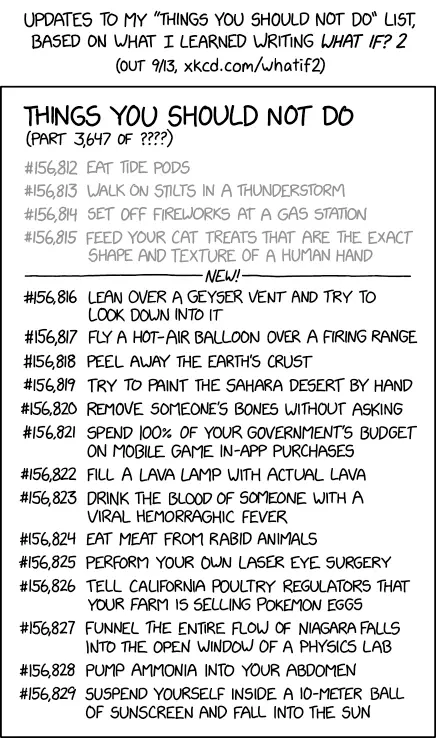 UPDATES TO MY "THINGS YOU SHOULD NOT DO" LIST,
BASED ON WHAT I LEARNED WRITING WHAT IF? 2
(OUT 9/13, xkcd.com/whatif2)
THINGS YOU SHOULD NOT DO
(PART 3,647 OF ????)
#156,812 EAT TIDE PODS
#156,813 WALK ON STILTS IN A THUNDERSTORM
#156,814 SET OFF FIREWORKS AT A GAS STATION
#156,815 FEED YOUR CAT TREATS THAT ARE THE EXACT
SHAPE AND TEXTURE OF A HUMAN HAND
NEW!
#156,816 LEAN OVER A GEYSER VENT AND TRY TO
LOOK DOWN INTO IT
#156,817 FLY A HOT-AIR BALLOON OVER A FIRING RANGE
#156,818 PEEL AWAY THE EARTH'S CRUST
#156,819 TRY TO PAINT THE SAHARA DESERT BY HAND
#156,820 REMOVE SOMEONE'S BONES WITHOUT ASKING
#156,821 SPEND 100% OF YOUR GOVERNMENT'S BUDGET
ON MOBILE GAME IN-APP PURCHASES
#156,822 FILL A LAVA LAMP WITH ACTUAL LAVA
#156,823 DRINK THE BLOOD OF SOMEONE WITH A
VIRAL HEMORRAGHIC FEVER
#156,824 EAT MEAT FROM RABID ANIMALS
#156,825 PERFORM YOUR OWN LASER EYE SURGERY
#156,826 TELL CALIFORNIA POULTRY REGULATORS THAT
YOUR FARM IS SELLING POKEMON EGGS
#156,827 FUNNEL THE ENTIRE FLOW OF NIAGARA FALLS
INTO THE OPEN WINDOW OF A PHYSICS LAB
#156,828 PUMP AMMONIA INTO YOUR ABDOMEN
#156,829 SUSPEND YOURSELF INSIDE A 10-METER BALL
OF SUNSCREEN AND FALL INTO THE SUN